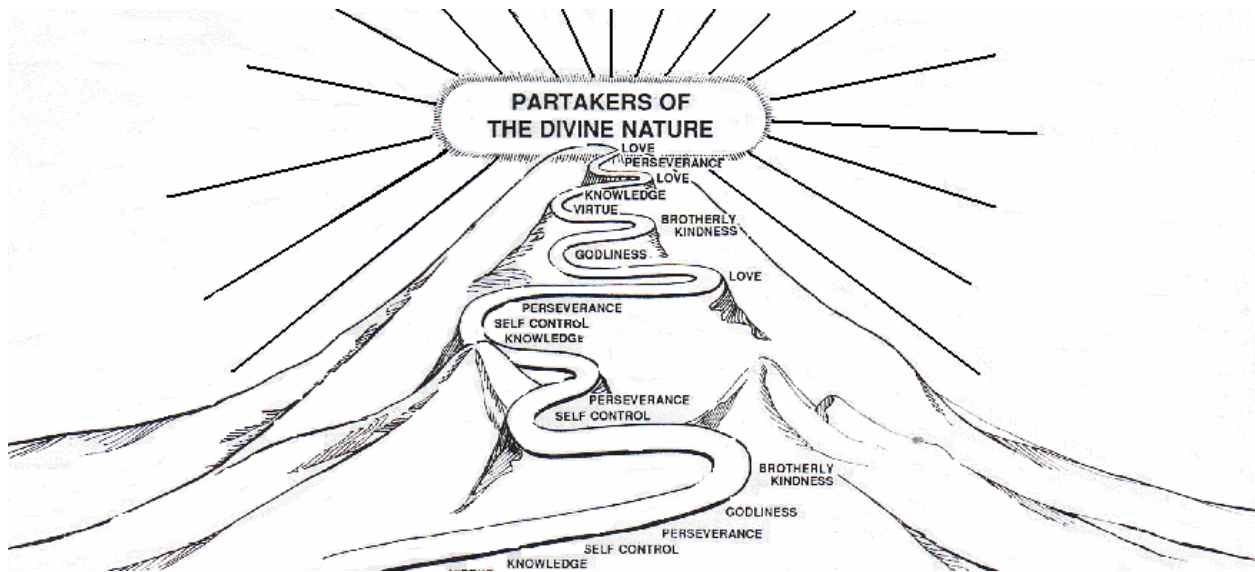 PARTAKERS OF
THE DIVINE NATURE
LOVE
PERSEVERANCE
LOVE
KNOWLEDGE
VIRTUE
BROTHERLY
KINDNESS
GODLINESS
LOVE
PERSEVERANCE
SELF CONTROL
KNOWLEDGE
PERSEVERANCE
SELF CONTROL
BROTHERLY
KINDNESS
GODLINESS
PERSEVERANCE
SELF CONTROL
KNOWLEDGE